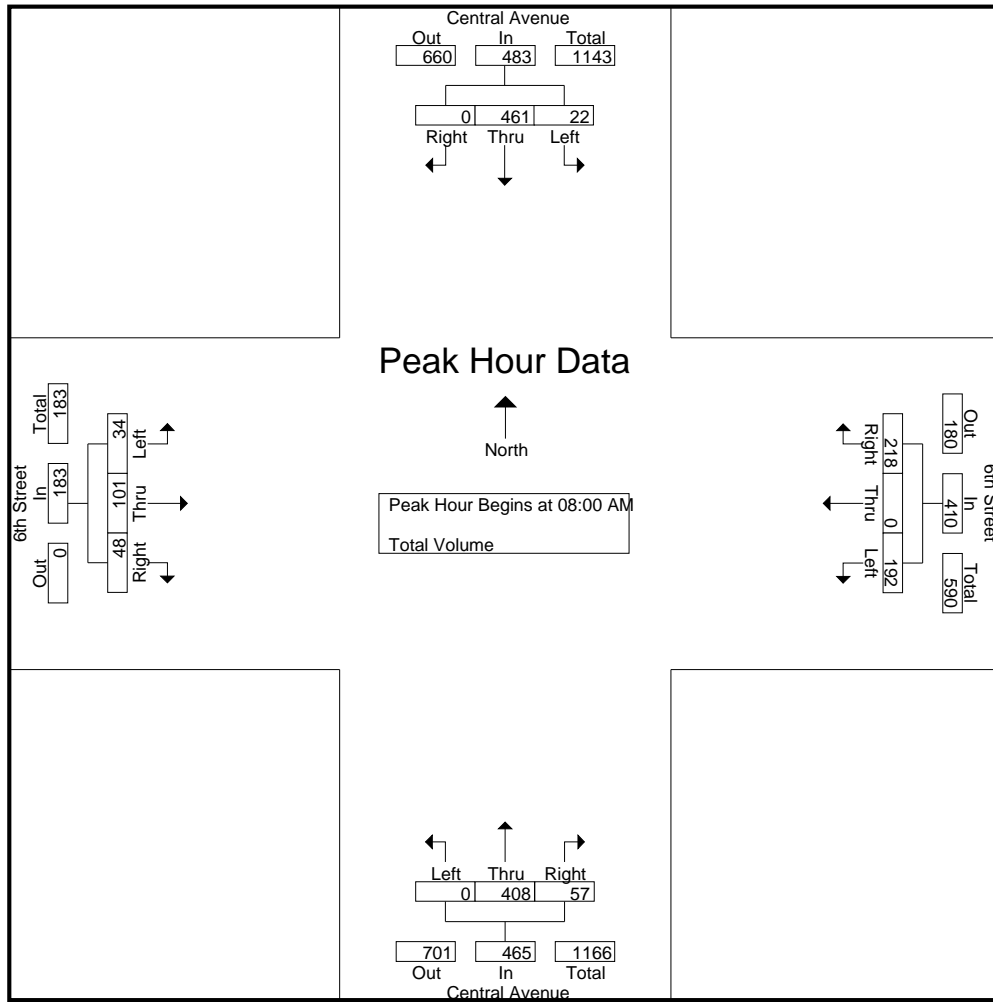 Central Avenue
Out In Total
660 483 1143
0 461 22
Right Thru Left
Peak Hour Data
North
Peak Hour Begins at 08:00 AM
Total Volume
6th Street
Out In Total
0 183 183
48 101 34
Right Thru Left
6th Street
Out In Total
180 410 590
218 0 192
Right Thru Left
Left Thru Right
0 408 57
701 465 1166
Out In Total
Central Avenue